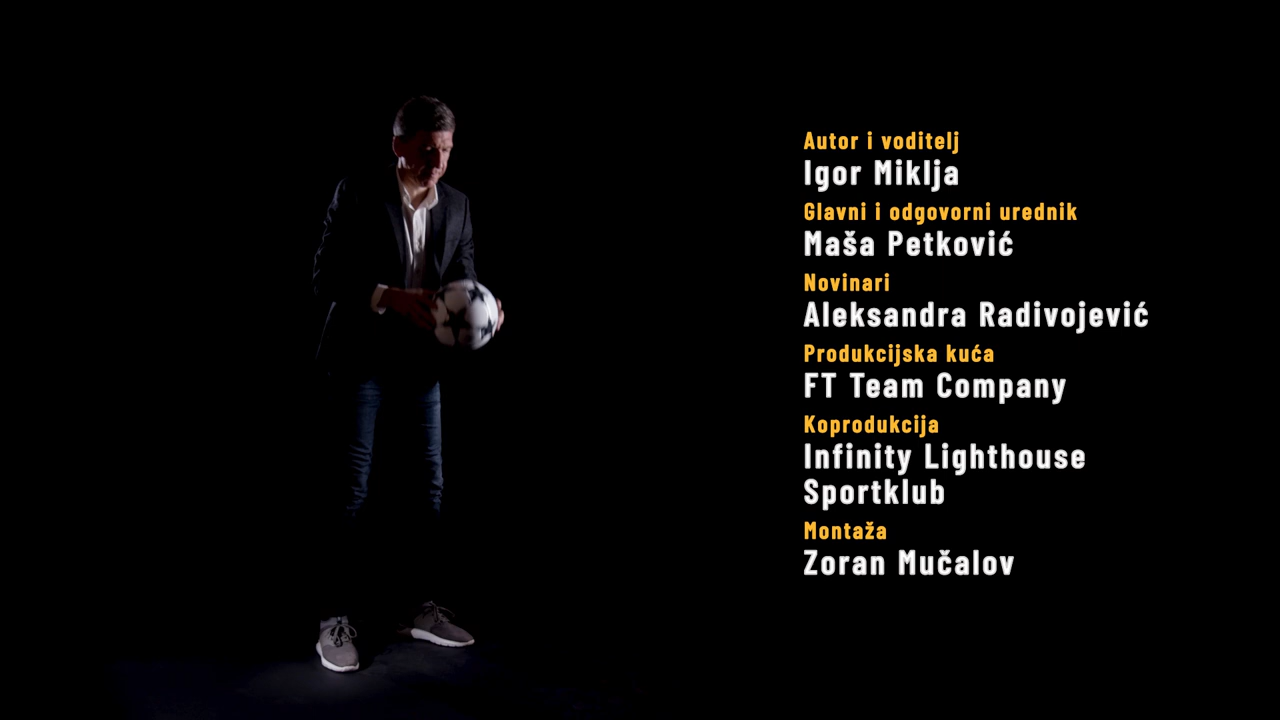 Autor i voditelj
Igor Miklja
Glavni i odgovorni urednik
Maša Petković
Novinari
Aleksandra Radivojević
Produkcijska kuća
FT Team Company
Koprodukcija
Infinity Lighthouse
Sportklub
Montaža
Zoran Mučalov